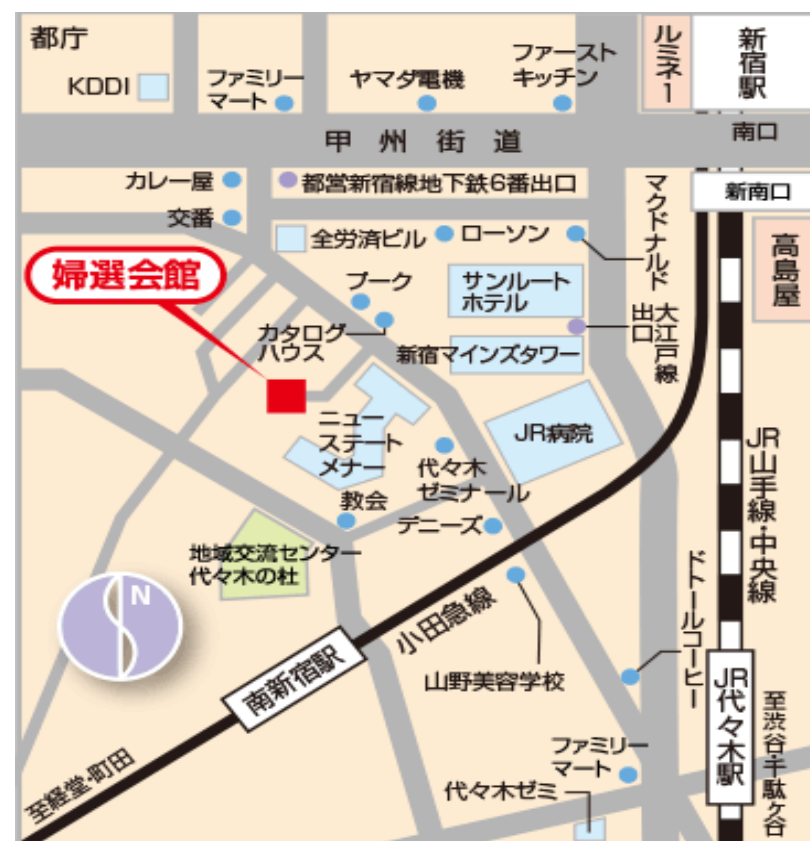 都庁
KDDI
ファミリー
マート
ヤマダ電機
ファースト
キッチン
ルミネ1
新宿駅
南口
甲州街道
新南口
カレー屋
都営新宿線地下鉄6番出口
マクドナルド
交番
全労済ビル
ローソン
高島屋
婦選会館
プーク
サンルート
ホテル
大江戸線
出口
カタログ
ハウス
新宿マインズタワー
ニュー
ステート
メナー
JR病院
代々木
ゼミナール
JR山手線・中央線
教会
デニーズ
地域交流センター
代々木の杜
N
小田急線
ドトールコーヒー
南新宿駅
山野美容学校
JR代々木駅
至渋谷・千駄ヶ谷
ファミリー
マート
至経堂・町田
代々木ゼミ